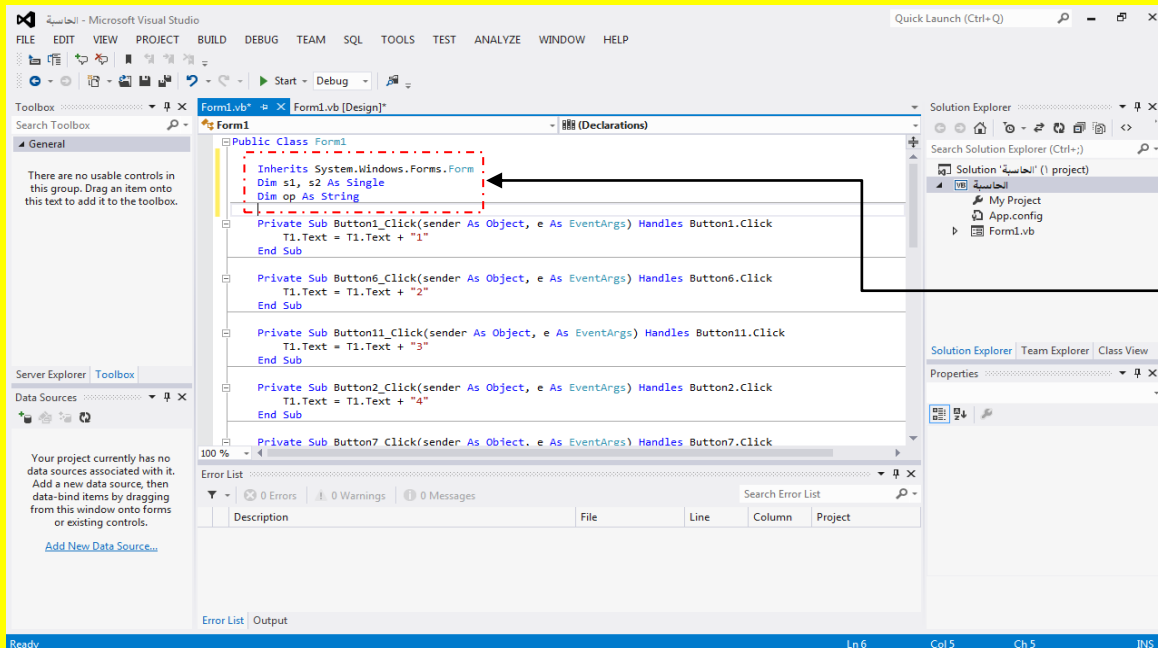 الحاسبة - Microsoft Visual Studio
Quick Launch (Ctrl+Q)
FILE EDIT VIEW PROJECT BUILD DEBUG TEAM SQL TOOLS TEST ANALYZE WINDOW HELP
Start Debug
Toolbox
Search Toolbox
General
There are no usable controls in
this group. Drag an item onto
this text to add it to the toolbox.
Server Explorer Toolbox
Data Sources
Your project currently has no
data sources associated with it.
Add a new data source, then
data-bind items by dragging
from this window onto forms
or existing controls.
Add New Data Source...
Form1.vb* Form1.vb [Design]*
Form1 (Declarations)
Public Class Form1
Inherits System.Windows.Forms.Form
Dim s1, s2 As Single
Dim op As String
Private Sub Button1_Click(sender As Object, e As EventArgs) Handles Button1.Click
T1.Text = T1.Text + "1"
End Sub
Private Sub Button6_Click(sender As Object, e As EventArgs) Handles Button6.Click
T1.Text = T1.Text + "2"
End Sub
Private Sub Button11_Click(sender As Object, e As EventArgs) Handles Button11.Click
T1.Text = T1.Text + "3"
End Sub
Private Sub Button2_Click(sender As Object, e As EventArgs) Handles Button2.Click
T1.Text = T1.Text + "4"
End Sub
Private Sub Button7_Click(sender As Object, e As EventArgs) Handles Button7.Click
100 %
Error List
0 Errors 0 Warnings 0 Messages
Search Error List
Description File Line Column Project
Error List Output
Solution Explorer
Search Solution Explorer (Ctrl+;)
Solution 'الحاسبة' (١ project)
VB الحاسبة
My Project
App.config
Form1.vb
Solution Explorer Team Explorer Class View
Properties
Ready Ln 6 Col 5 Ch 5 INS